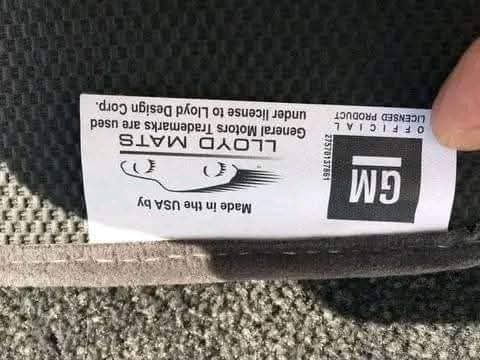 GM
OFFICIAL
LICENSED PRODUCT
27570137861
Made in the USA by
LLOYD MATS
General Motors Trademarks are used
under license to Lloyd Design Corp.